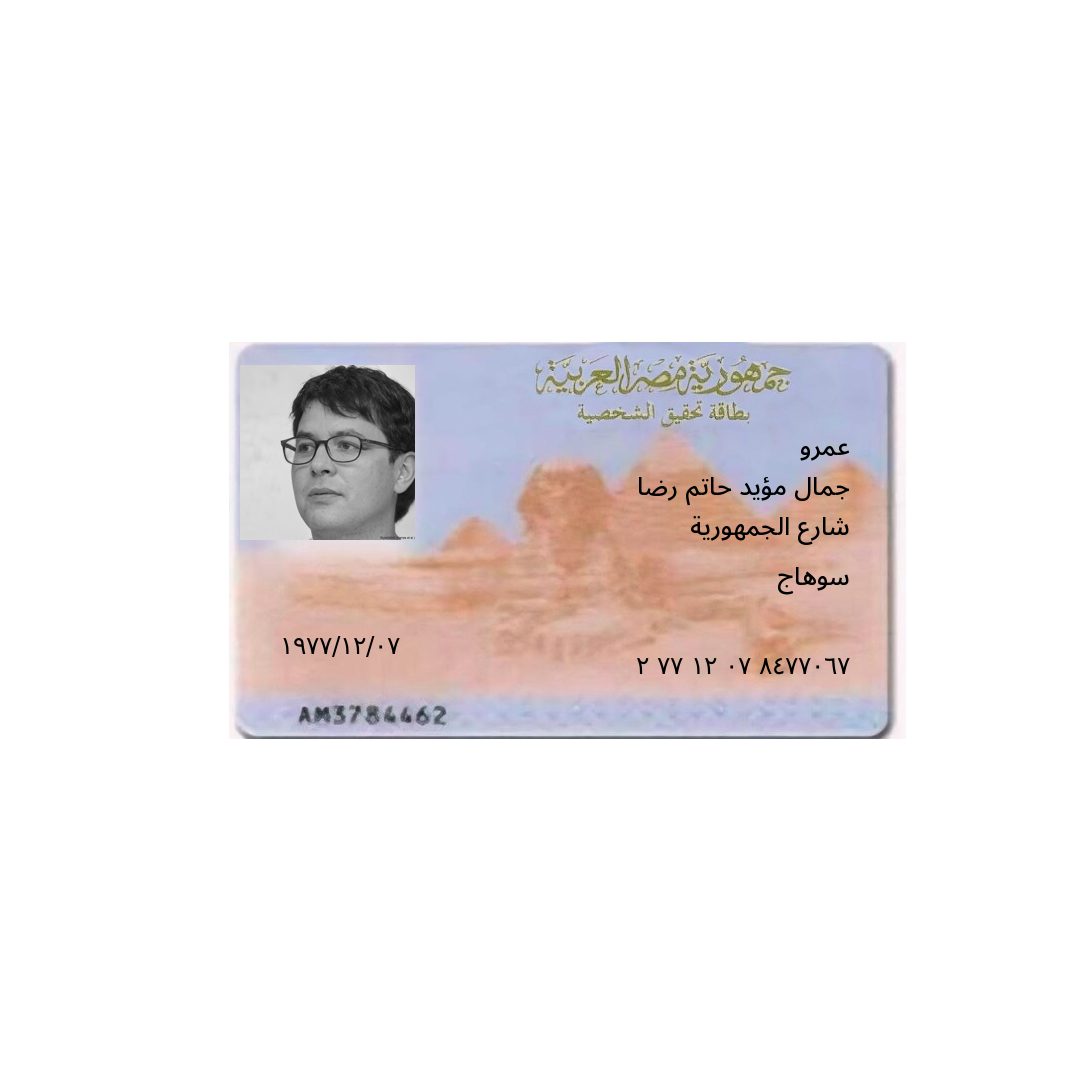 جمهورية مصر العربية
بطاقة تحقيق الشخصية
عمرو
جمال مؤيد حاتم رضا
شارع الجمهورية
سوهاج
١٩٧٧/١٢/٠٧
٢ ٧٧ ١٢ ٠٧ ٨٤٧٧٠٦٧
AM3784462